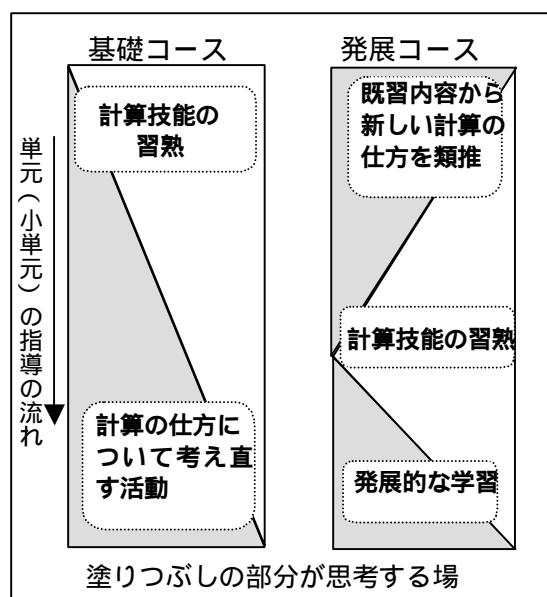 基礎コース
計算技能の
習熟
計算の仕方に
ついて考え直
す活動
発展コース
既習内容から
新しい計算の
仕方を類推
計算技能の習熟
発展的な学習
単元(小単元)の指導の流れ
塗りつぶしの部分が思考する場